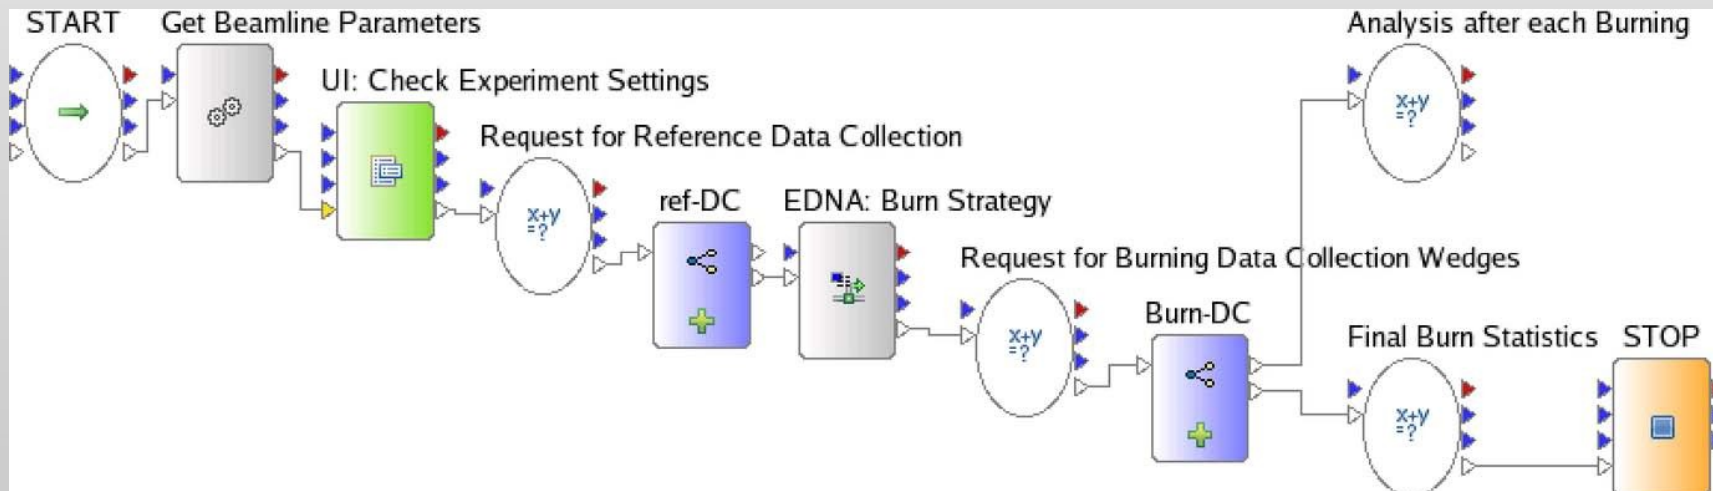 START
Get Beamline Parameters
Analysis after each Burning
UI: Check Experiment Settings
Request for Reference Data Collection
ref-DC
EDNA: Burn Strategy
Request for Burning Data Collection Wedges
Burn-DC
Final Burn Statistics
STOP
x+y
=?
x+y
=?
x+y
=?
x+y
=?